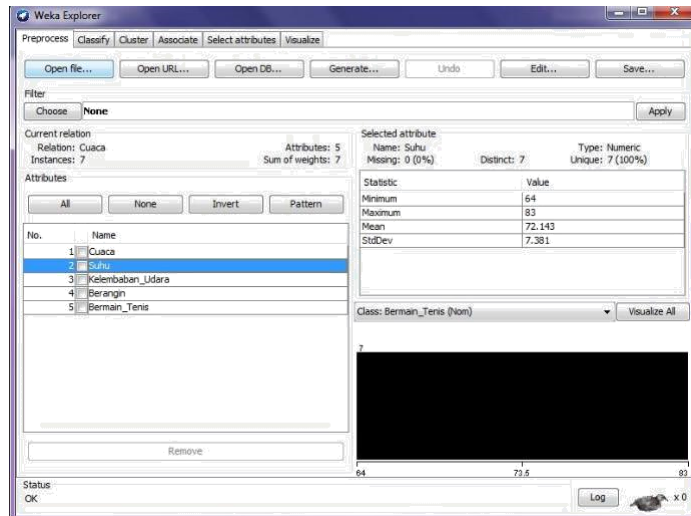 Weka Explorer
Preprocess Classify Cluster Associate Select attributes Visualize
Open file... Open URL... Open DB... Generate... Undo Edit... Save...
Filter
Choose None Apply
Current relation
Relation: Cuaca Attributes: 5
Instances: 7 Sum of weights: 7
Attributes
All None Invert Pattern
No. Name
1 Cuaca
2 Suhu
3 Kelembaban_Udara
4 Berangin
5 Bermain_Tenis
Remove
Selected attribute
Name: Suhu Type: Numeric
Missing: 0 (0%) Distinct: 7 Unique: 7 (100%)
Statistic Value
Minimum 64
Maximum 83
Mean 72.143
StdDev 7.381
Class: Bermain_Tenis (Nom) Visualize All
7
64 73.5 83
Status
OK
Log x 0